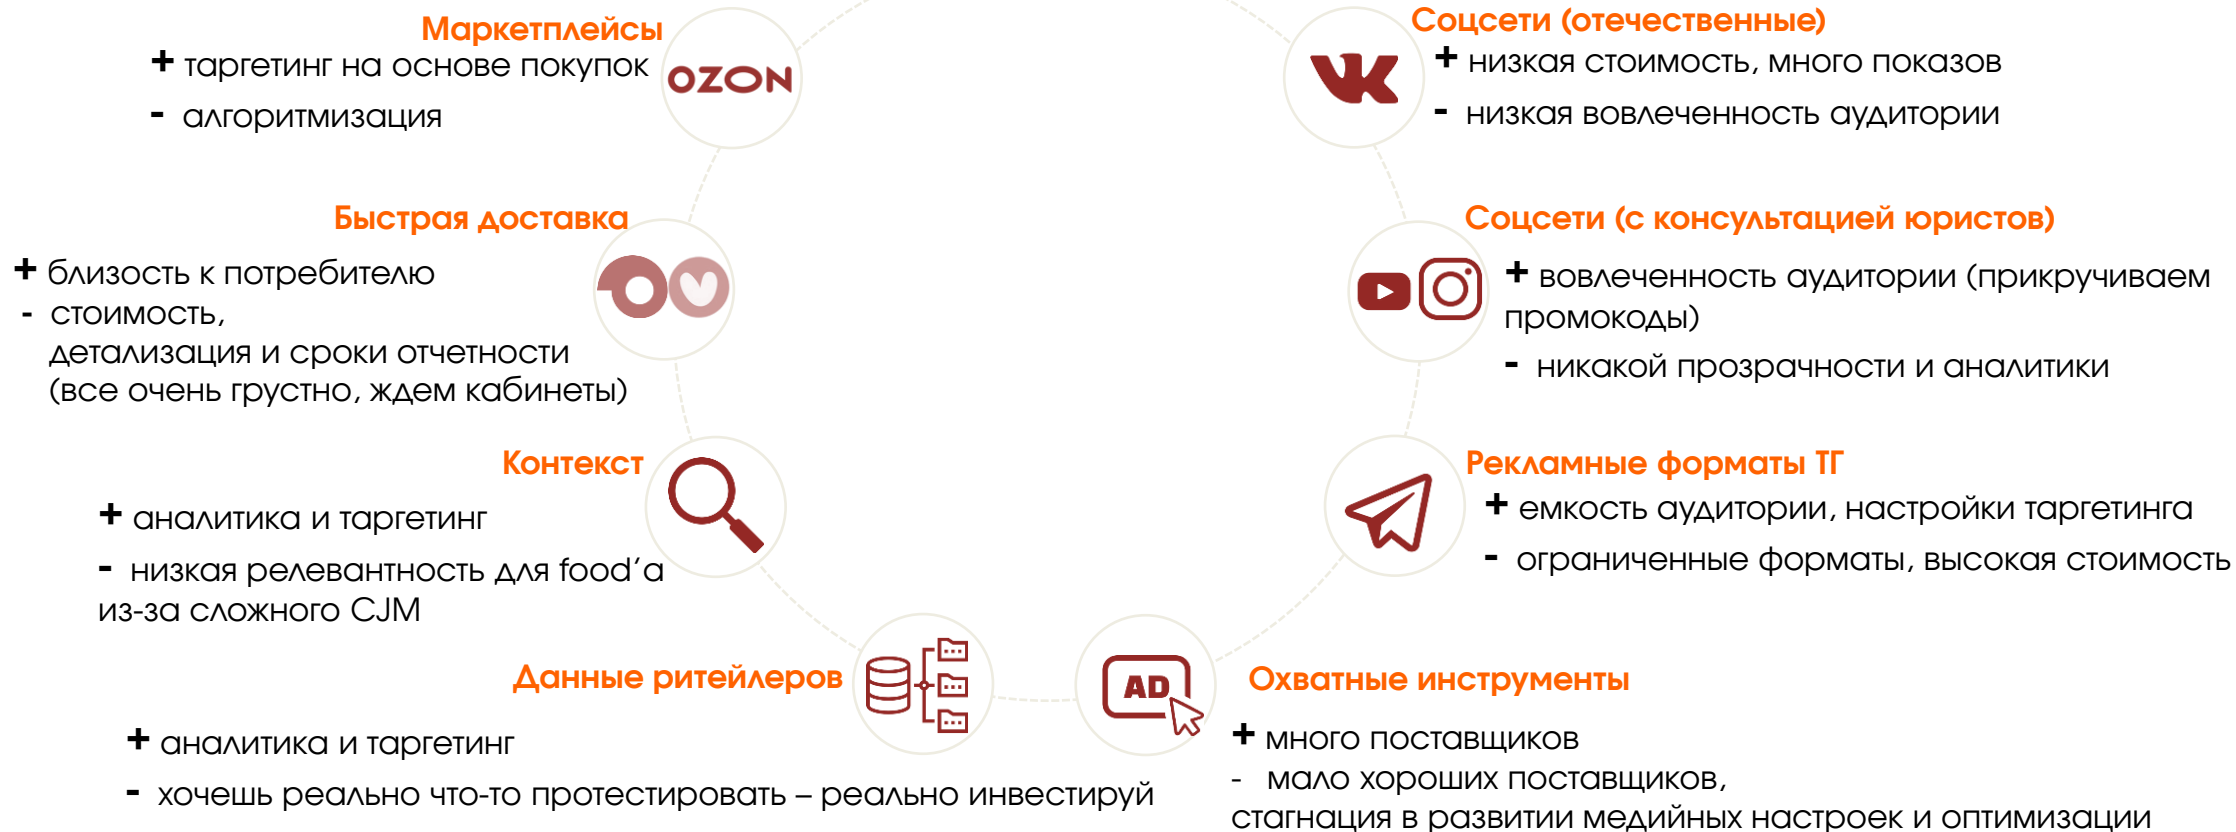 Маркетплейсы
+ таргетинг на основе покупок
- алгоритмизация
OZON
Быстрая доставка
+ близость к потребителю
- стоимость,
детализация и сроки отчетности
(все очень грустно, ждем кабинеты)
Контекст
+ аналитика и таргетинг
- низкая релевантность для food’а
из-за сложного CJM
Данные ритейлеров
+ аналитика и таргетинг
- хочешь реально что-то протестировать – реально инвестируй
Соцсети (отечественные)
+ низкая стоимость, много показов
- низкая вовлеченность аудитории
VK
Соцсети (с консультацией юристов)
+ вовлеченность аудитории (прикручиваем
промокоды)
- никакой прозрачности и аналитики
Рекламные форматы ТГ
+ емкость аудитории, настройки таргетинга
- ограниченные форматы, высокая стоимость
AD
Охватные инструменты
+ много поставщиков
- мало хороших поставщиков,
стагнация в развитии медийных настроек и оптимизации